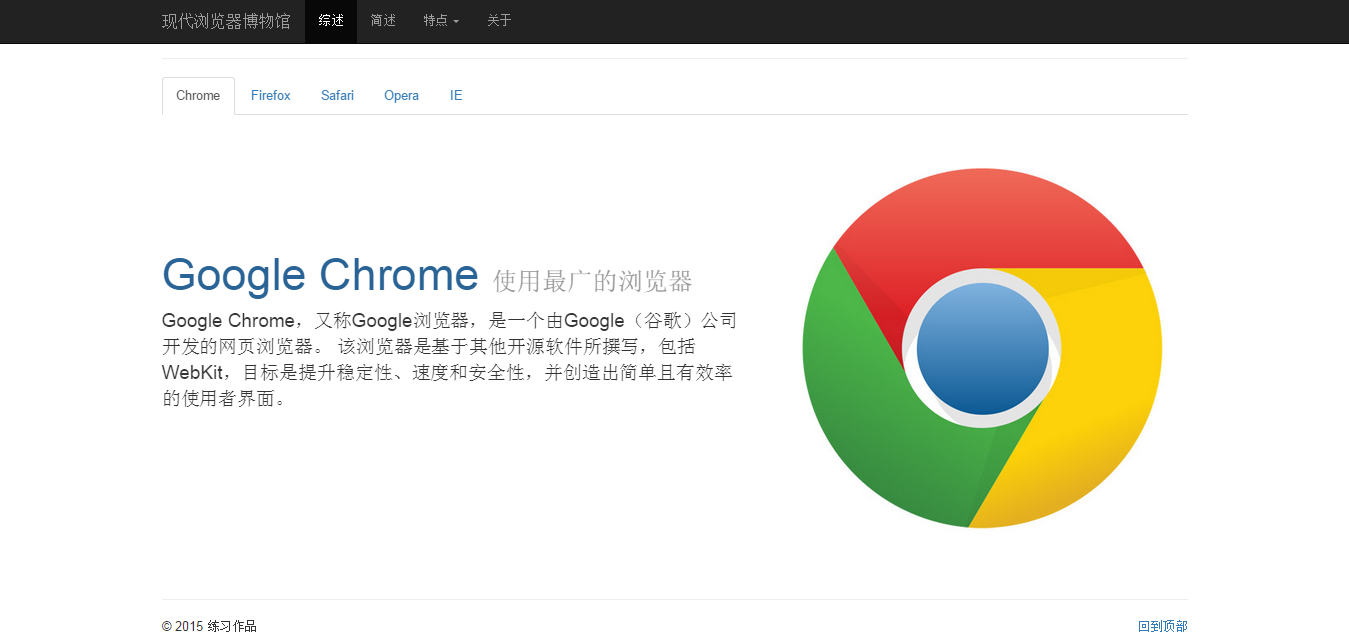 现代浏览器博物馆 综述 简述 特点 关于
Chrome Firefox Safari Opera IE
Google Chrome 使用最广的浏览器
Google Chrome，又称Google浏览器，是一个由Google（谷歌）公司
开发的网页浏览器。 该浏览器是基于其他开源软件所撰写，包括
WebKit，目标是提升稳定性、速度和安全性，并创造出简单且有效率
的使用者界面。
© 2015 练习作品 回到顶部